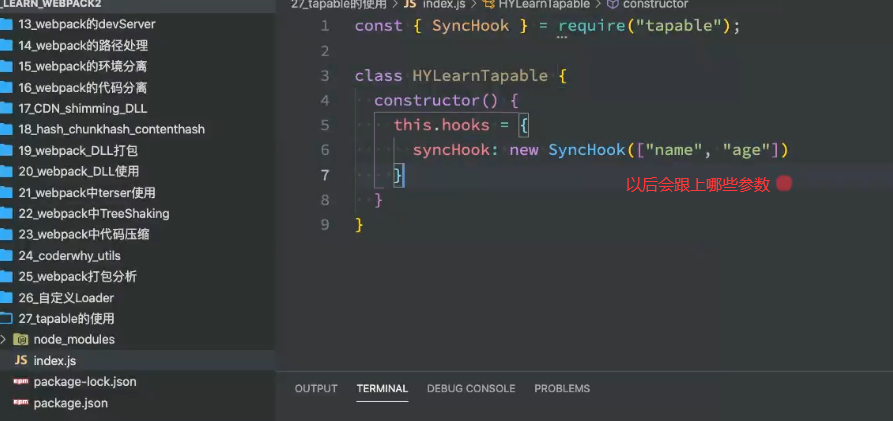 _LEARN_WEBPACK2
13_webpack的devServer
14_webpack的路径处理
15_webpack的环境分离
16_webpack的代码分离
17_CDN_shimming_DLL
18_hash_chunkhash_contenthash
19_webpack_DLL打包
20_webpack_DLL使用
21_webpack中terser使用
22_webpack中TreeShaking
23_webpack中代码压缩
24_coderwhy_utils
25_webpack打包分析
26_自定义Loader
27_tapable的使用
node_modules
JS index.js
npm package-lock.json
npm package.json
27_tapable的使用 > JS index.js > HYLearnTapable > constructor
1 const { SyncHook } = require("tapable");
2
3 class HYLearnTapable {
4 constructor() {
5 this.hooks = {
6 syncHook: new SyncHook(["name", "age"])
7 }
8 }
9 }
以后会跟上哪些参数
OUTPUT TERMINAL DEBUG CONSOLE PROBLEMS